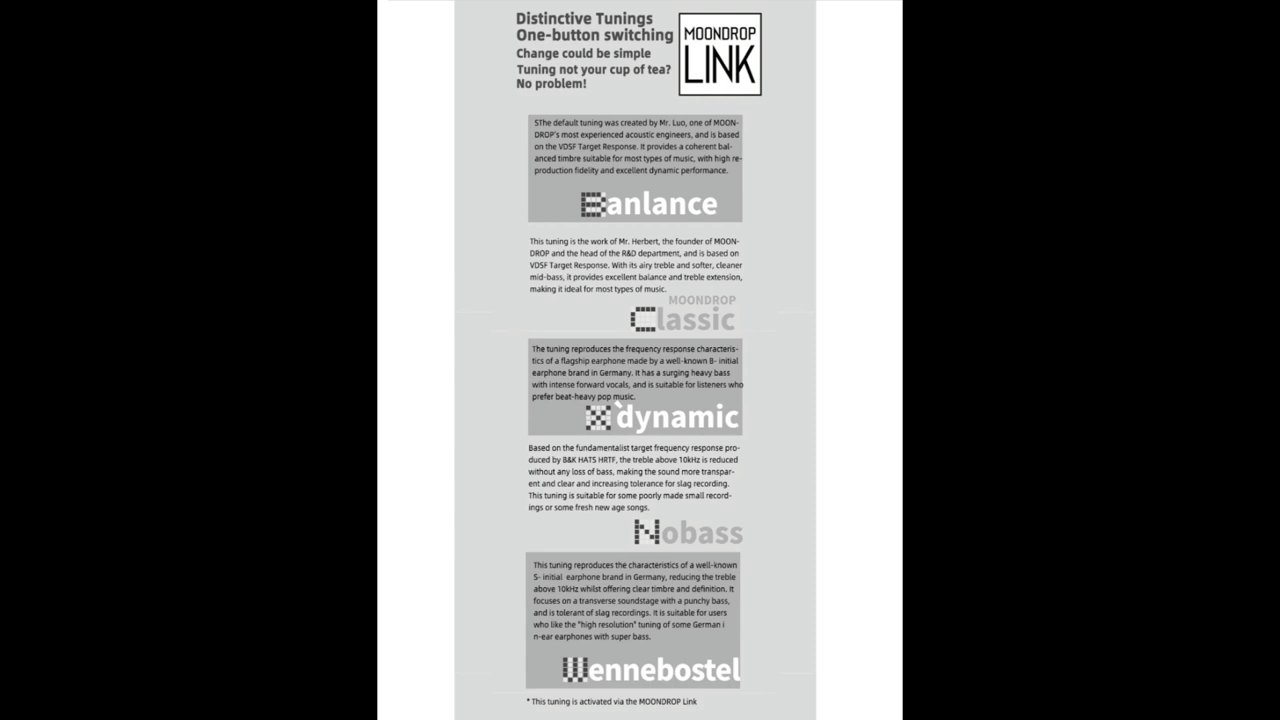 Distinctive Tunings
One-button switching
Change could be simple
Tuning not your cup of tea?
No problem!
MOONDROP
LINK
SThe default tuning was created by Mr. Luo, one of MOON-
DROP's most experienced acoustic engineers, and is based
on the VDSF Target Response. It provides a coherent bal-
anced timbre suitable for most types of music, with high re-
production fidelity and excellent dynamic performance.
Banlance
This tuning is the work of Mr. Herbert, the founder of MOON-
DROP and the head of the R&D department, and is based on
VDSF Target Response. With its airy treble and softer, cleaner
mid-bass, it provides excellent balance and treble extension,
making it ideal for most types of music.
MOONDROP
Classic
The tuning reproduces the frequency response characteris-
tics of a flagship earphone made by a well-known B- initial
earphone brand in Germany. It has a surging heavy bass
with intense forward vocals, and is suitable for listeners who
prefer beat-heavy pop music.
X`dynamic
Based on the fundamentalist target frequency response pro-
duced by B&K HATS HRTF, the treble above 10kHz is reduced
without any loss of bass, making the sound more transpar-
ent and clear and increasing tolerance for slag recording.
This tuning is suitable for some poorly made small record-
ings or some fresh new age songs.
Nobass
This tuning reproduces the characteristics of a well-known
S- initial earphone brand in Germany, reducing the treble
above 10kHz whilst offering clear timbre and definition. It
focuses on a transverse soundstage with a punchy bass,
and is tolerant of slag recordings. It is suitable for users
who like the "high resolution" tuning of some German i
n-ear earphones with super bass.
Wennebostel
* This tuning is activated via the MOONDROP Link